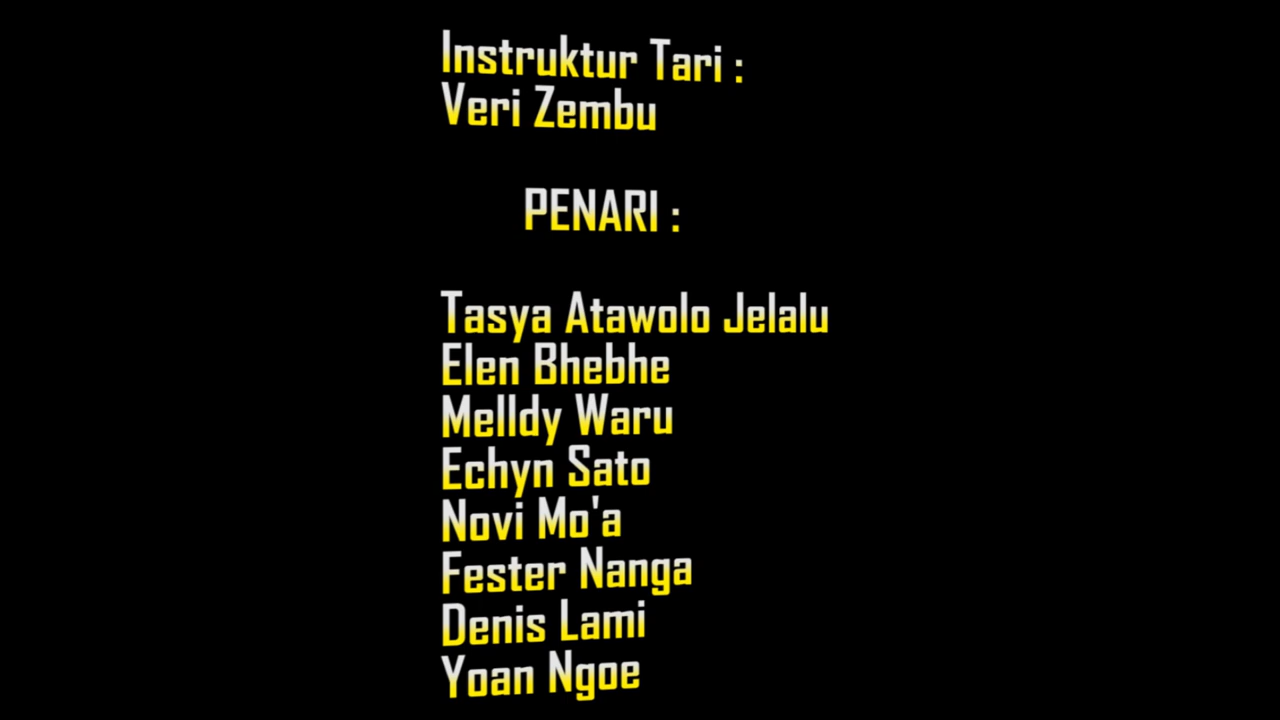 Instruktur Tari :
Veri Zembu
PENARI :
Tasya Atawolo Jelalu
Elen Bhebhe
Melldy Waru
Echyn Sato
Novi Mo'a
Fester Nanga
Denis Lami
Yoan Ngoe